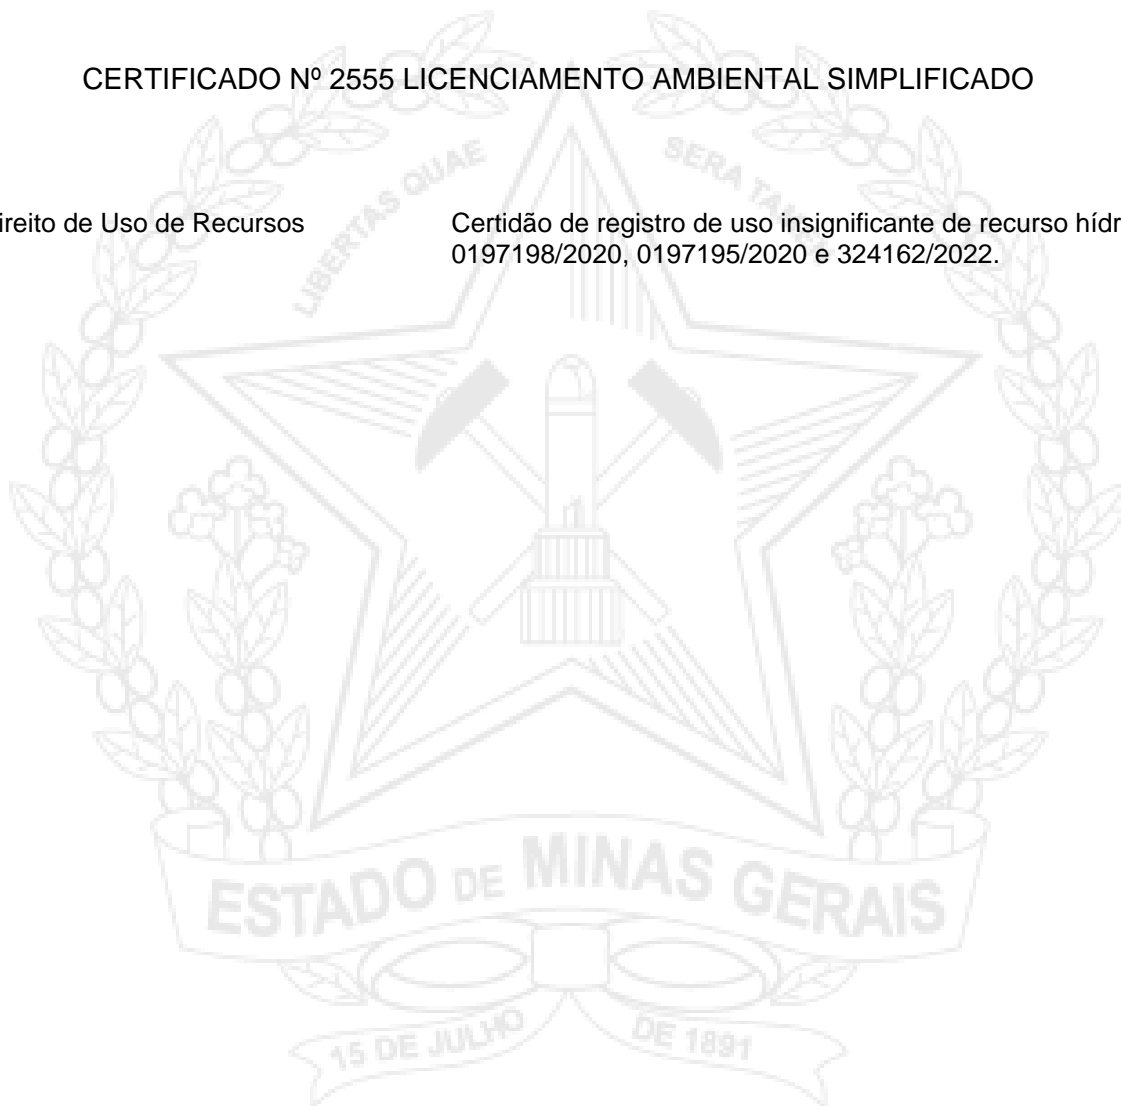 CERTIFICADO Nº 2555 LICENCIAMENTO AMBIENTAL SIMPLIFICADO
LIBERTAS QUAE SERA TAMEN
ireito de Uso de Recursos
Certidão de registro de uso insignificante de recurso hídr
0197198/2020, 0197195/2020 e 324162/2022.
ESTADO DE MINAS GERAIS
15 DE JULHO DE 1891